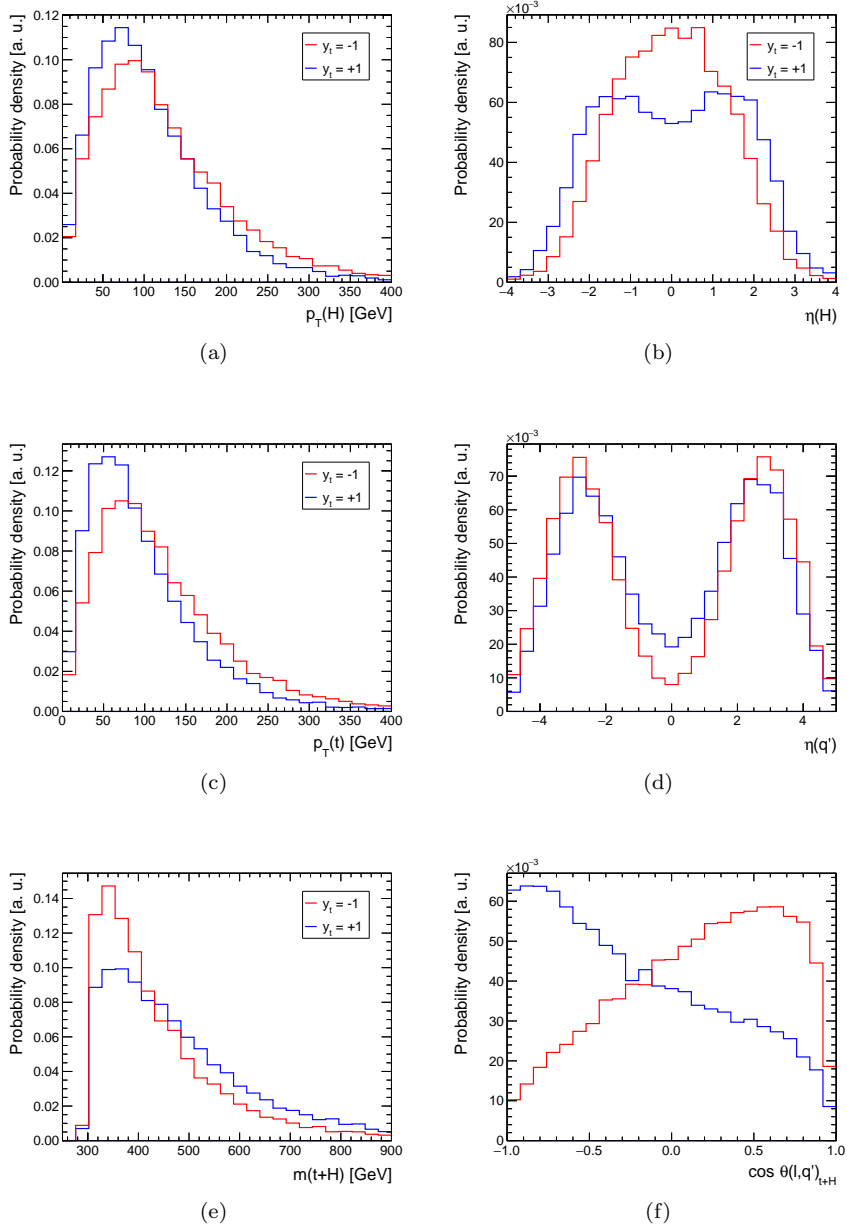 0.12
0.10
0.08
0.06
0.04
0.02
0.00
Probability density [a. u.]
y_t = -1
y_t = +1
50 100 150 200 250 300 350 400
p_T(H) [GeV]
(a)
×10⁻³
80
60
40
20
0
Probability density [a. u.]
y_t = -1
y_t = +1
−4 −3 −2 −1 0 1 2 3 4
η(H)
(b)
0.12
0.10
0.08
0.06
0.04
0.02
0.00
Probability density [a. u.]
y_t = -1
y_t = +1
0 50 100 150 200 250 300 350 400
p_T(t) [GeV]
(c)
×10⁻³
70
60
50
40
30
20
10
0
Probability density [a. u.]
−4 −2 0 2 4
η(q')
(d)
0.14
0.12
0.10
0.08
0.06
0.04
0.02
0.00
Probability density [a. u.]
y_t = -1
y_t = +1
300 400 500 600 700 800 900
m(t+H) [GeV]
(e)
×10⁻³
60
50
40
30
20
10
0
Probability density [a. u.]
−1.0 −0.5 0.0 0.5 1.0
cos θ(l,q')_{t+H}
(f)